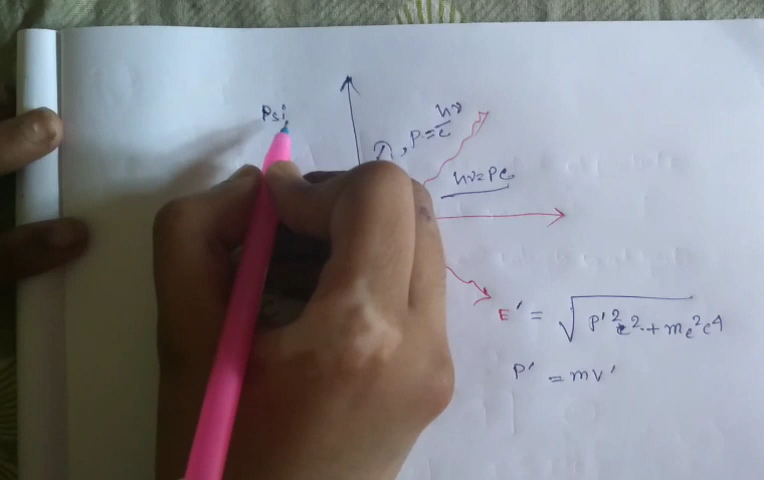 Psi
, P = hν/c
hν = PC
E' = √ P'²c² + me²c⁴
P' = mv'